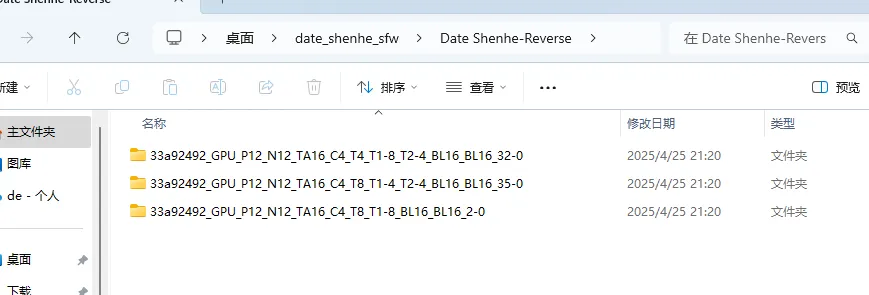 Date Shenhe-Reverse
桌面 date_shenhe_sfw Date Shenhe-Reverse 在 Date Shenhe-Revers
新建 排序 查看 预览
名称 修改日期 类型
主文件夹
33a92492_GPU_P12_N12_TA16_C4_T4_T1-8_T2-4_BL16_BL16_32-0 2025/4/25 21:20 文件夹
图库
33a92492_GPU_P12_N12_TA16_C4_T8_T1-4_T2-4_BL16_BL16_35-0 2025/4/25 21:20 文件夹
de - 个人
33a92492_GPU_P12_N12_TA16_C4_T8_T1-8_BL16_BL16_2-0 2025/4/25 21:20 文件夹
桌面
下载